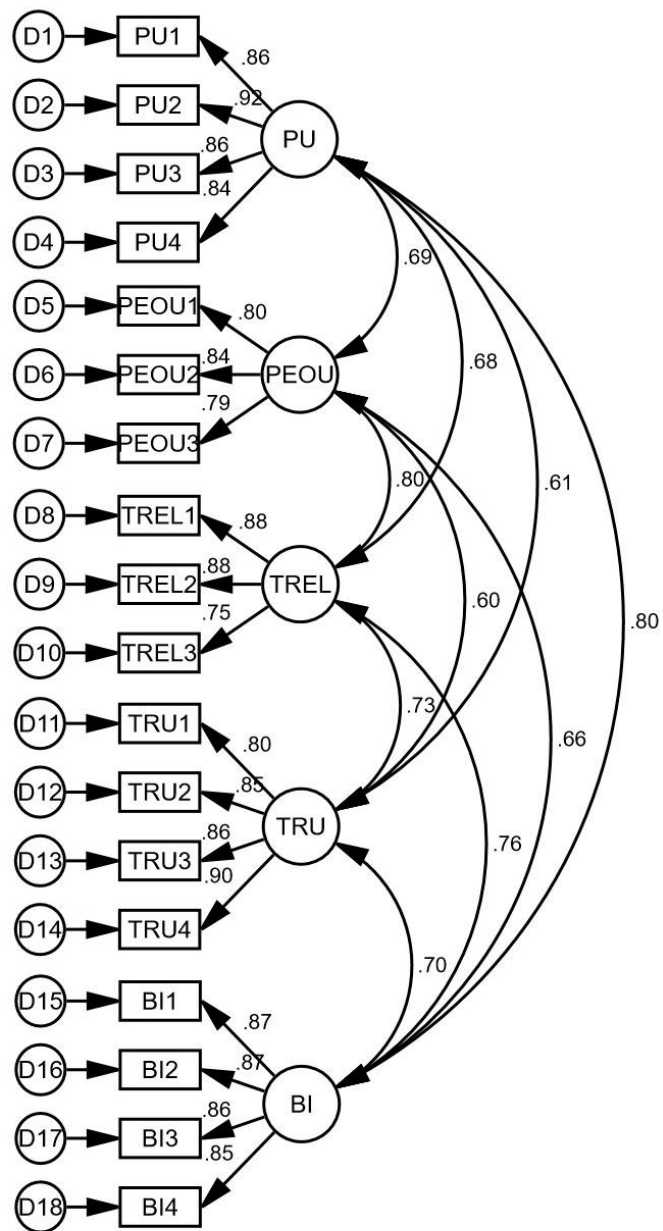 D1 PU1
.86
D2 PU2 .92
PU
D3 PU3 .86
.84
D4 PU4
.69
D5 PEOU1 .80
.68
D6 PEOU2 .84 PEOU
.79
D7 PEOU3
.80 .61
D8 TREL1 .88
D9 TREL2 .88 TREL
.60
.75
.80
D10 TREL3
D11 TRU1 .73
.80
.66
D12 TRU2 .85
TRU
.76
D13 TRU3 .86
.90
D14 TRU4
.70
D15 BI1
.87
D16 BI2 .87
BI
D17 BI3 .86
.85
D18 BI4